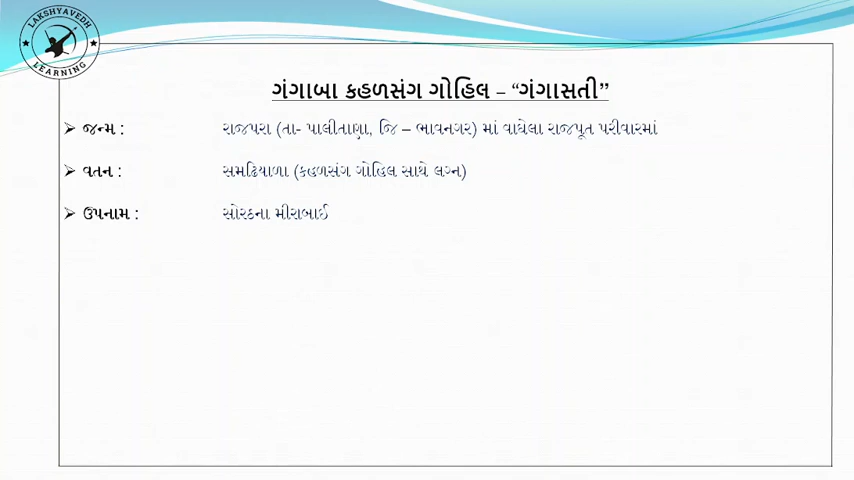 LAKSHYAVEDH
LEARNING
ગંગાબા કહળસંગ ગોહિલ – “ગંગાસતી”
➢ જન્મ : રાજપરા (તા- પાલીતાણા, જિ – ભાવનગર) માં વાઘેલા રાજપૂત પરીવારમાં
➢ વતન : સમઢિયાળા (કહળસંગ ગોહિલ સાથે લગ્ન)
➢ ઉપનામ : સોરઠના મીરાબાઈ